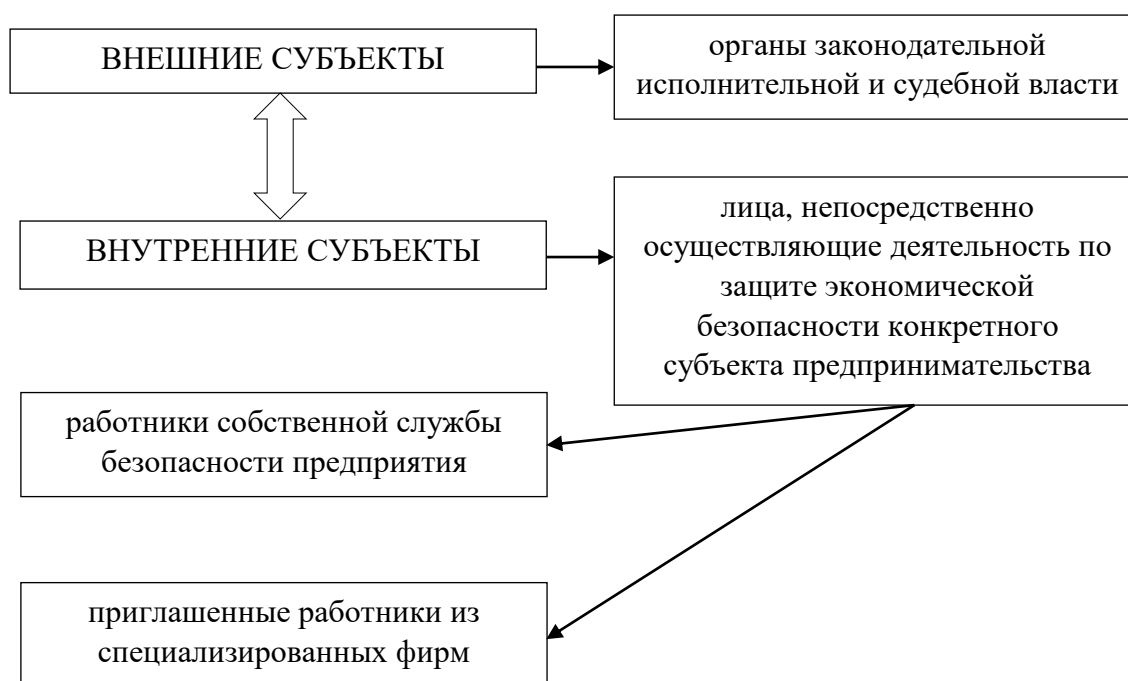 ВНЕШНИЕ СУБЪЕКТЫ
органы законодательной
исполнительной и судебной власти
ВНУТРЕННИЕ СУБЪЕКТЫ
лица, непосредственно
осуществляющие деятельность по
защите экономической
безопасности конкретного
субъекта предпринимательства
работники собственной службы
безопасности предприятия
приглашенные работники из
специализированных фирм